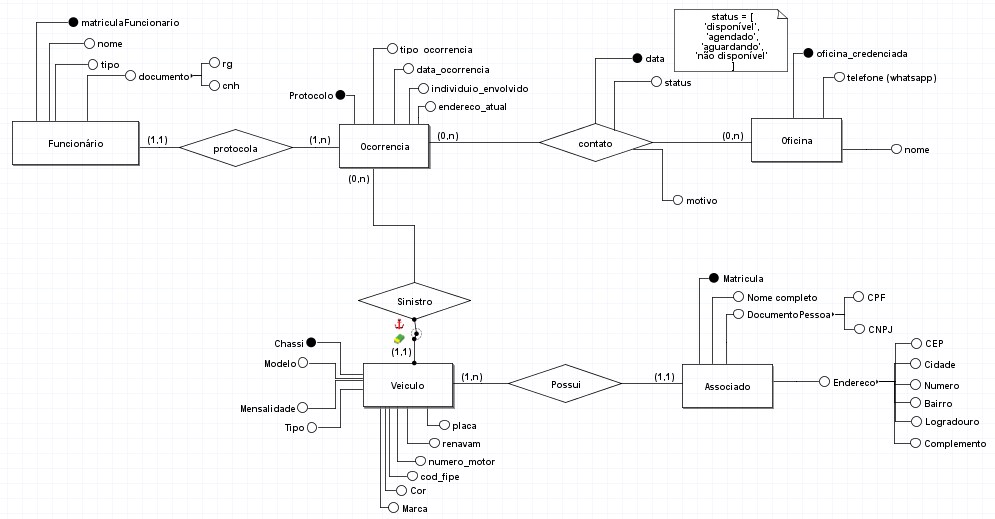 matriculaFuncionario
nome
tipo
documento
rg
cnh
Funcionário
(1,1)
protocola
(1,n)
tipo ocorrencia
data_ocorrencia
individuio_envolvido
endereco_atual
Protocolo
Ocorrencia
(0,n)
(0,n)
status = [
'disponível',
'agendado',
'aguardando',
'não disponível'
]
data
status
contato
motivo
(0,n)
oficina_credenciada
telefone (whatsapp)
Oficina
nome
Sinistro
(1,1)
Chassi
Modelo
Mensalidade
Tipo
Veiculo
placa
renavam
numero_motor
cod_fipe
Cor
Marca
(1,n)
Possui
(1,1)
Matricula
Nome completo
DocumentoPessoa
CPF
CNPJ
Associado
Endereco
CEP
Cidade
Numero
Bairro
Logradouro
Complemento